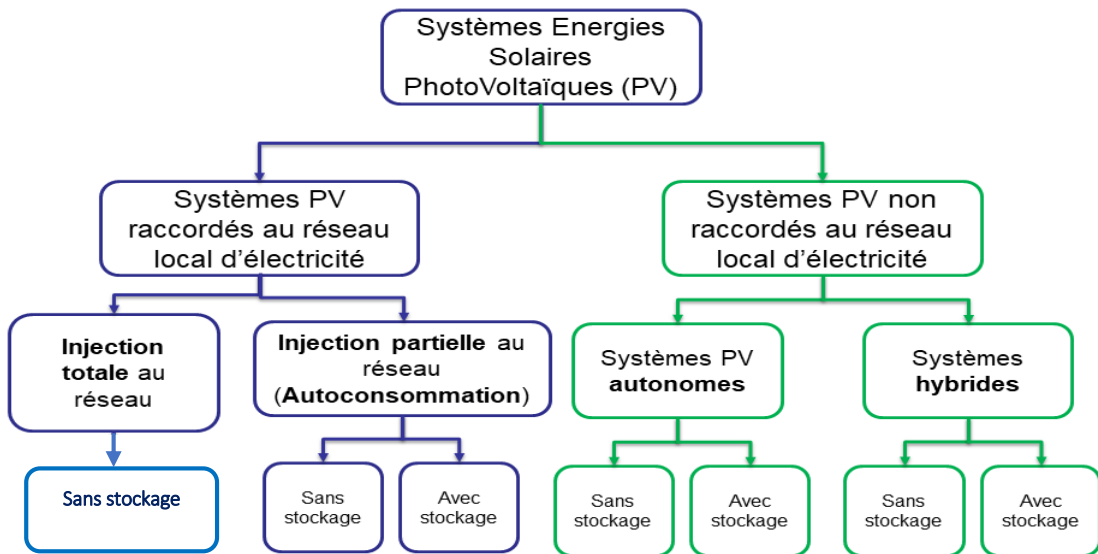 Systèmes Energies
Solaires
PhotoVoltaïques (PV)
Systèmes PV
raccordés au réseau
local d'électricité
Systèmes PV non
raccordés au réseau
local d'électricité
Injection
totale au
réseau
Injection partielle au
réseau
(Autoconsommation)
Systèmes PV
autonomes
Systèmes
hybrides
Sans stockage
Sans
stockage
Avec
stockage
Sans
stockage
Avec
stockage
Sans
stockage
Avec
stockage